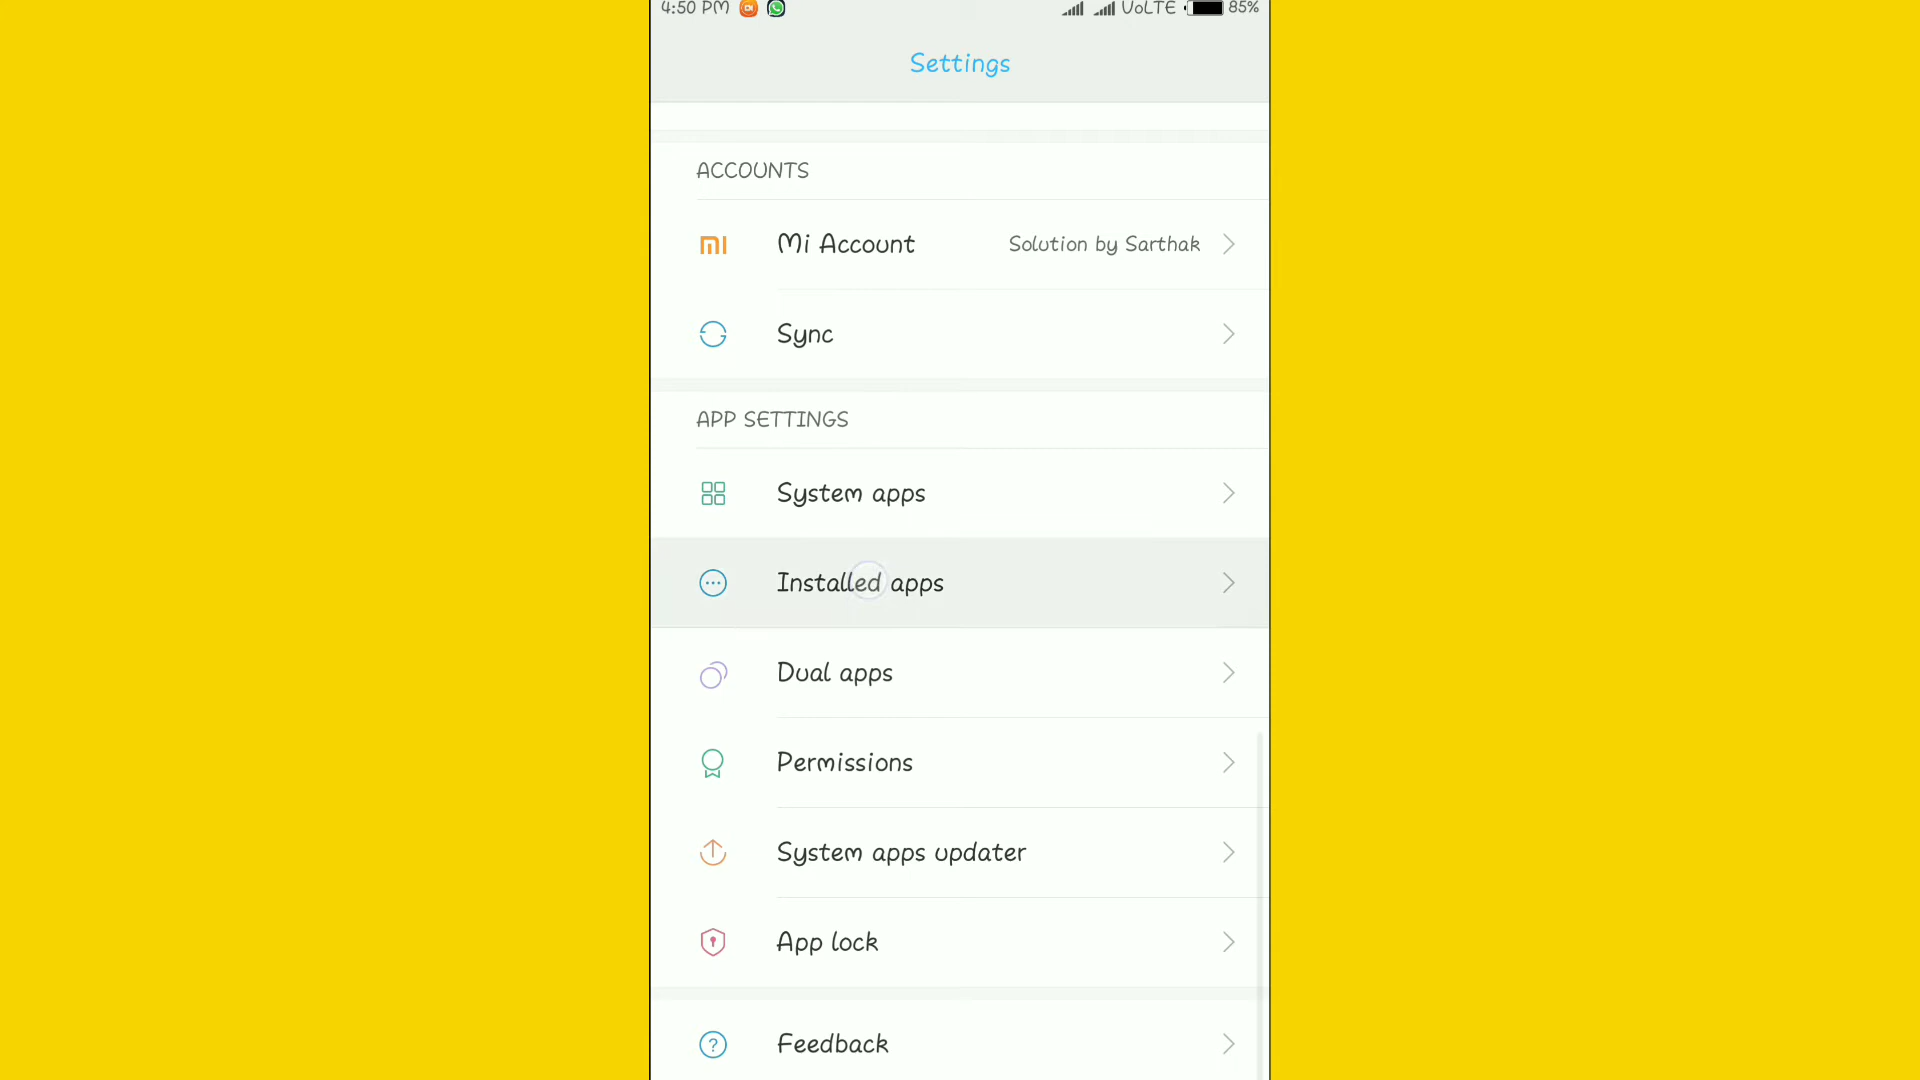 4:50 PM VoLTE 85%
Settings
ACCOUNTS
mi Mi Account Solution by Sarthak
Sync
APP SETTINGS
System apps
Installed apps
Dual apps
Permissions
System apps updater
App lock
? Feedback